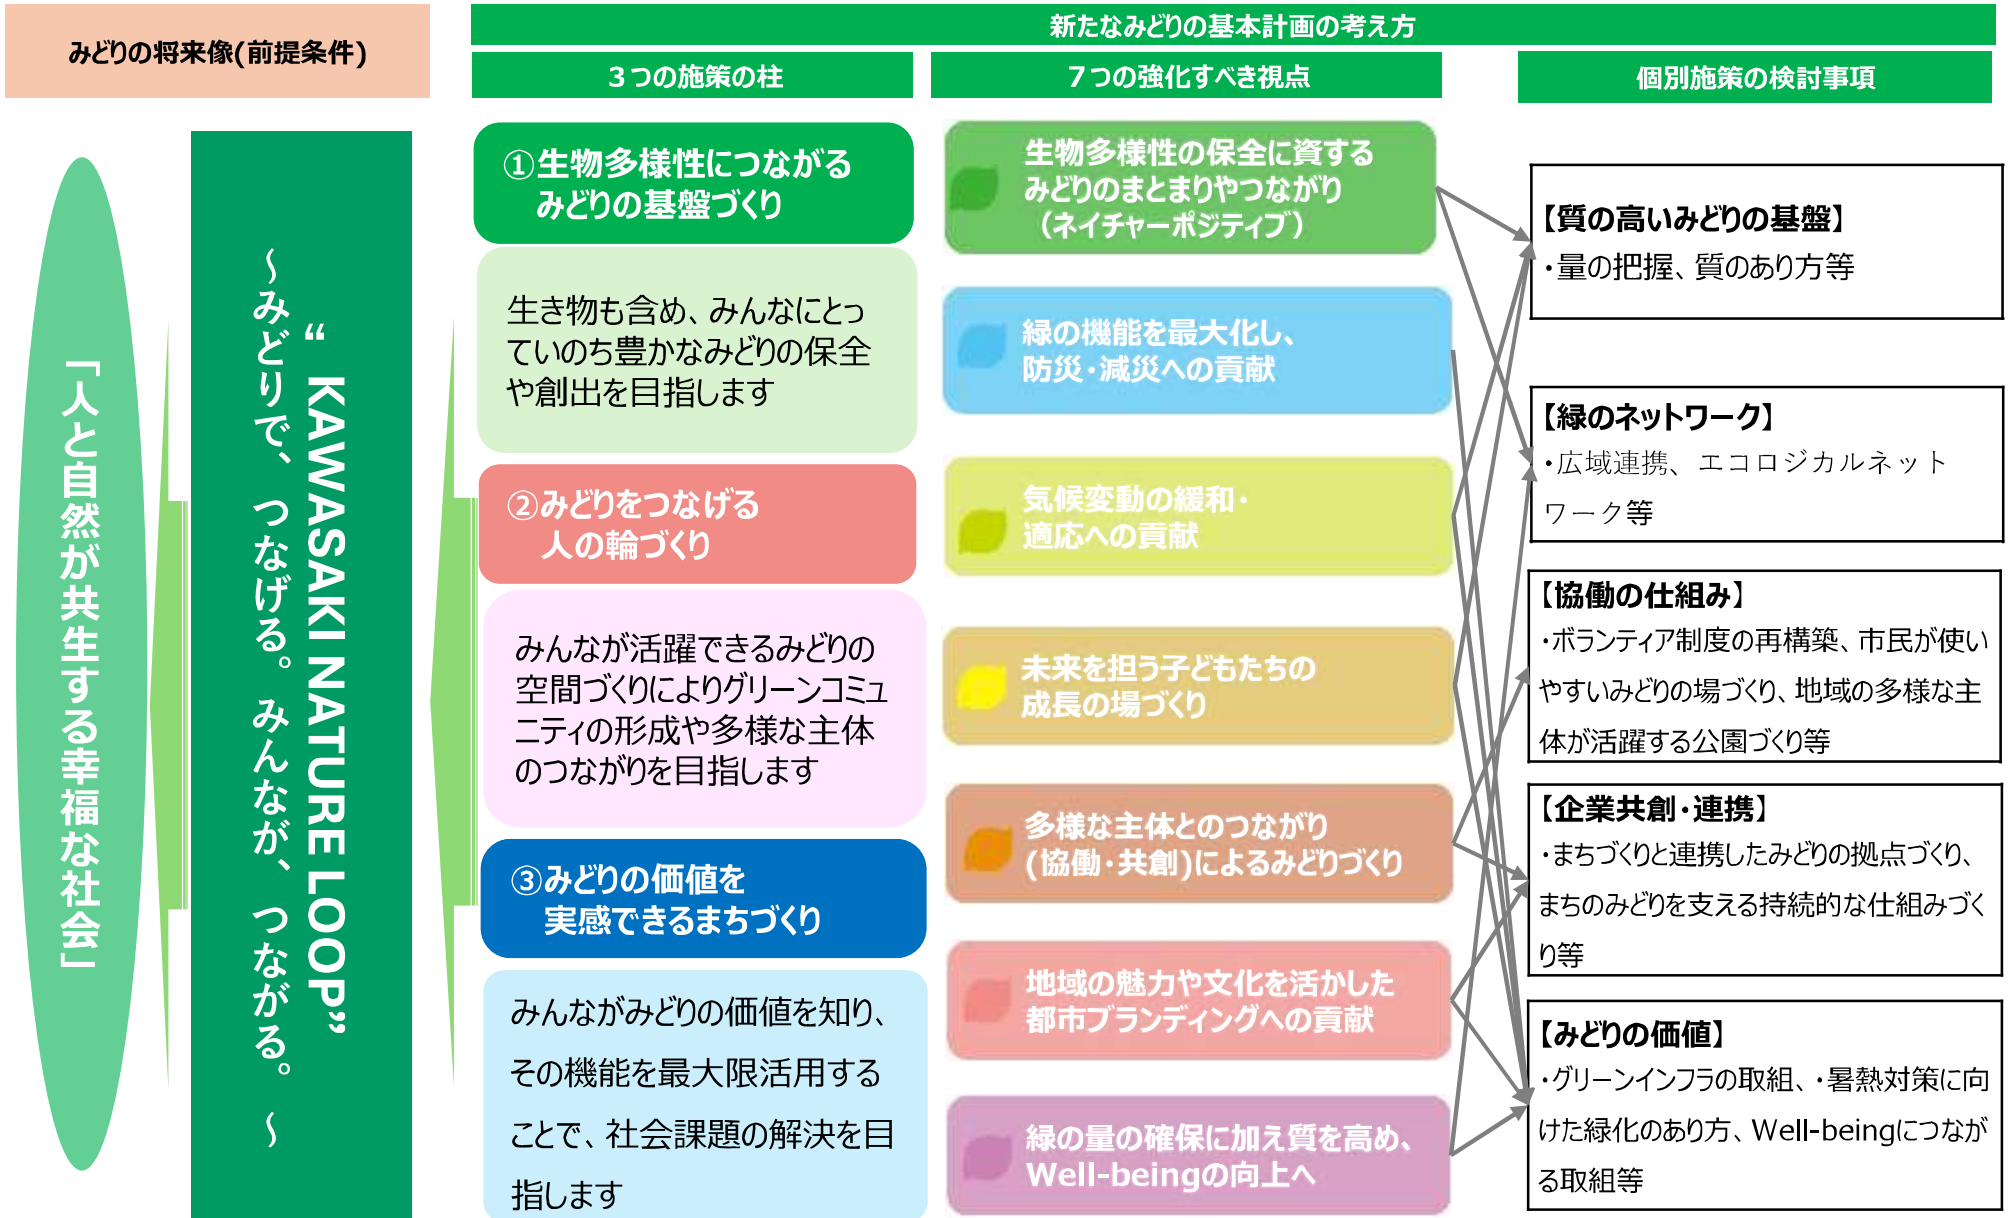 みどりの将来像(前提条件)
新たなみどりの基本計画の考え方
３つの施策の柱
７つの強化すべき視点
個別施策の検討事項
「人と自然が共生する幸福な社会」
“ KAWASAKI NATURE LOOP”
～みどりで、つなげる。みんなが、つながる。～
①生物多様性につながる
みどりの基盤づくり
生き物も含め、みんなにとっ
ていのち豊かなみどりの保全
や創出を目指します
②みどりをつなげる
人の輪づくり
みんなが活躍できるみどりの
空間づくりによりグリーンコミュ
ニティの形成や多様な主体
のつながりを目指します
③みどりの価値を
実感できるまちづくり
みんながみどりの価値を知り、
その機能を最大限活用する
ことで、社会課題の解決を目
指します
生物多様性の保全に資する
みどりのまとまりやつながり
（ネイチャーポジティブ）
緑の機能を最大化し、
防災・減災への貢献
気候変動の緩和・
適応への貢献
未来を担う子どもたちの
成長の場づくり
多様な主体とのつながり
(協働・共創)によるみどりづくり
地域の魅力や文化を活かした
都市ブランディングへの貢献
緑の量の確保に加え質を高め、
Well-beingの向上へ
【質の高いみどりの基盤】
・量の把握、質のあり方等
【緑のネットワーク】
・広域連携、エコロジカルネット
ワーク等
【協働の仕組み】
・ボランティア制度の再構築、市民が使い
やすいみどりの場づくり、地域の多様な主
体が活躍する公園づくり等
【企業共創・連携】
・まちづくりと連携したみどりの拠点づくり、
まちのみどりを支える持続的な仕組みづく
り等
【みどりの価値】
・グリーンインフラの取組、・暑熱対策に向
けた緑化のあり方、Well-beingにつなが
る取組等